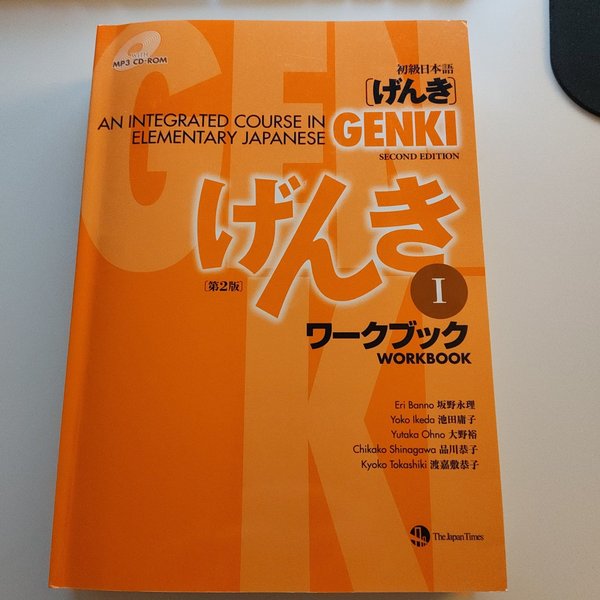 WITH
MP3 CD-ROM
初級日本語
[げんき]
AN INTEGRATED COURSE IN
ELEMENTARY JAPANESE
GENKI
SECOND EDITION
GEN
KI
げんき
[第2版]
I
ワークブック
WORKBOOK
Eri Banno 坂野永理
Yoko Ikeda 池田庸子
Yutaka Ohno 大野裕
Chikako Shinagawa 品川恭子
Kyoko Tokashiki 渡嘉敷恭子
The Japan Times